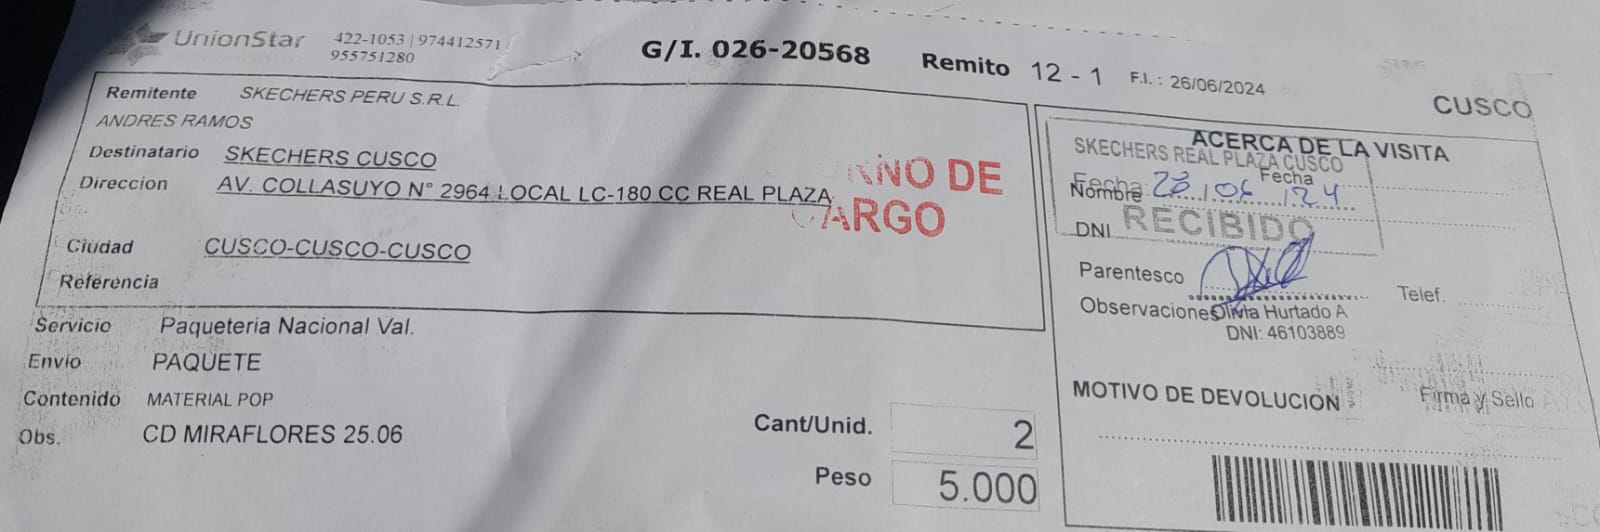 UnionStar
422-1053 | 974412571
955751280
G/I. 026-20568
Remito 12 - 1
F.I. : 26/06/2024
CUSCO
Remitente SKECHERS PERU S.R.L.
ANDRES RAMOS
Destinatario SKECHERS CUSCO
Direccion AV. COLLASUYO N° 2964 LOCAL LC-180 CC REAL PLAZA
Ciudad CUSCO-CUSCO-CUSCO
Referencia
DE
CARGO
Servicio Paqueteria Nacional Val.
Envio PAQUETE
Contenido MATERIAL POP
Obs. CD MIRAFLORES 25.06
Cant/Unid. 2
Peso 5.000
ACERCA DE LA VISITA
SKECHERS REAL PLAZA CUSCO
Fecha
Fecha: 06 / 24
Nombre
RECIBIDO
DNI
Parentesco
Telef.
Observaciones
Olivia Hurtado A
DNI: 46103889
MOTIVO DE DEVOLUCION
Firma y Sello